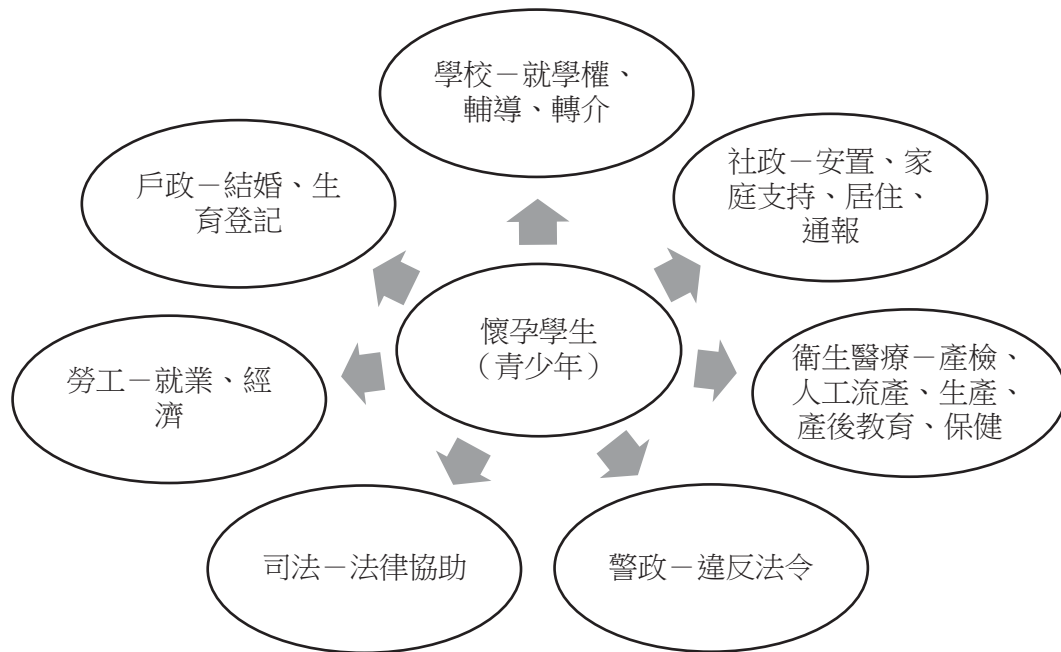 學校－就學權、
輔導、轉介
社政－安置、家
庭支持、居住、
通報
戶政－結婚、生
育登記
懷孕學生
（青少年）
衛生醫療－產檢、
人工流產、生產、
產後教育、保健
勞工－就業、經
濟
司法－法律協助
警政－違反法令